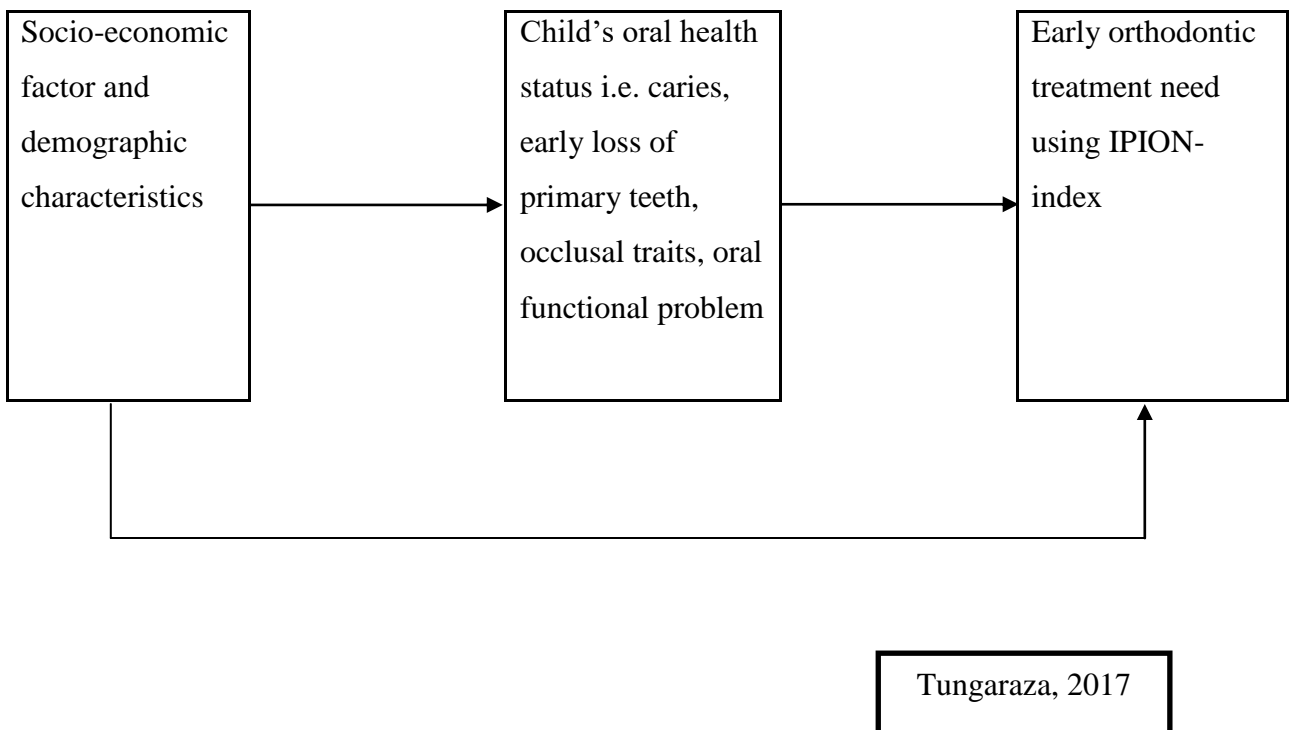 Socio-economic
factor and
demographic
characteristics
Child’s oral health
status i.e. caries,
early loss of
primary teeth,
occlusal traits, oral
functional problem
Early orthodontic
treatment need
using IPION-
index
Tungaraza, 2017